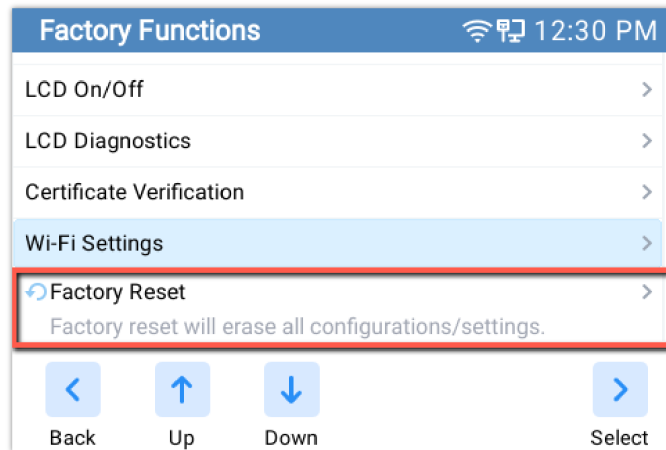 Factory Functions 12:30 PM
LCD On/Off
LCD Diagnostics
Certificate Verification
Wi-Fi Settings
Factory Reset
Factory reset will erase all configurations/settings.
Back Up Down Select